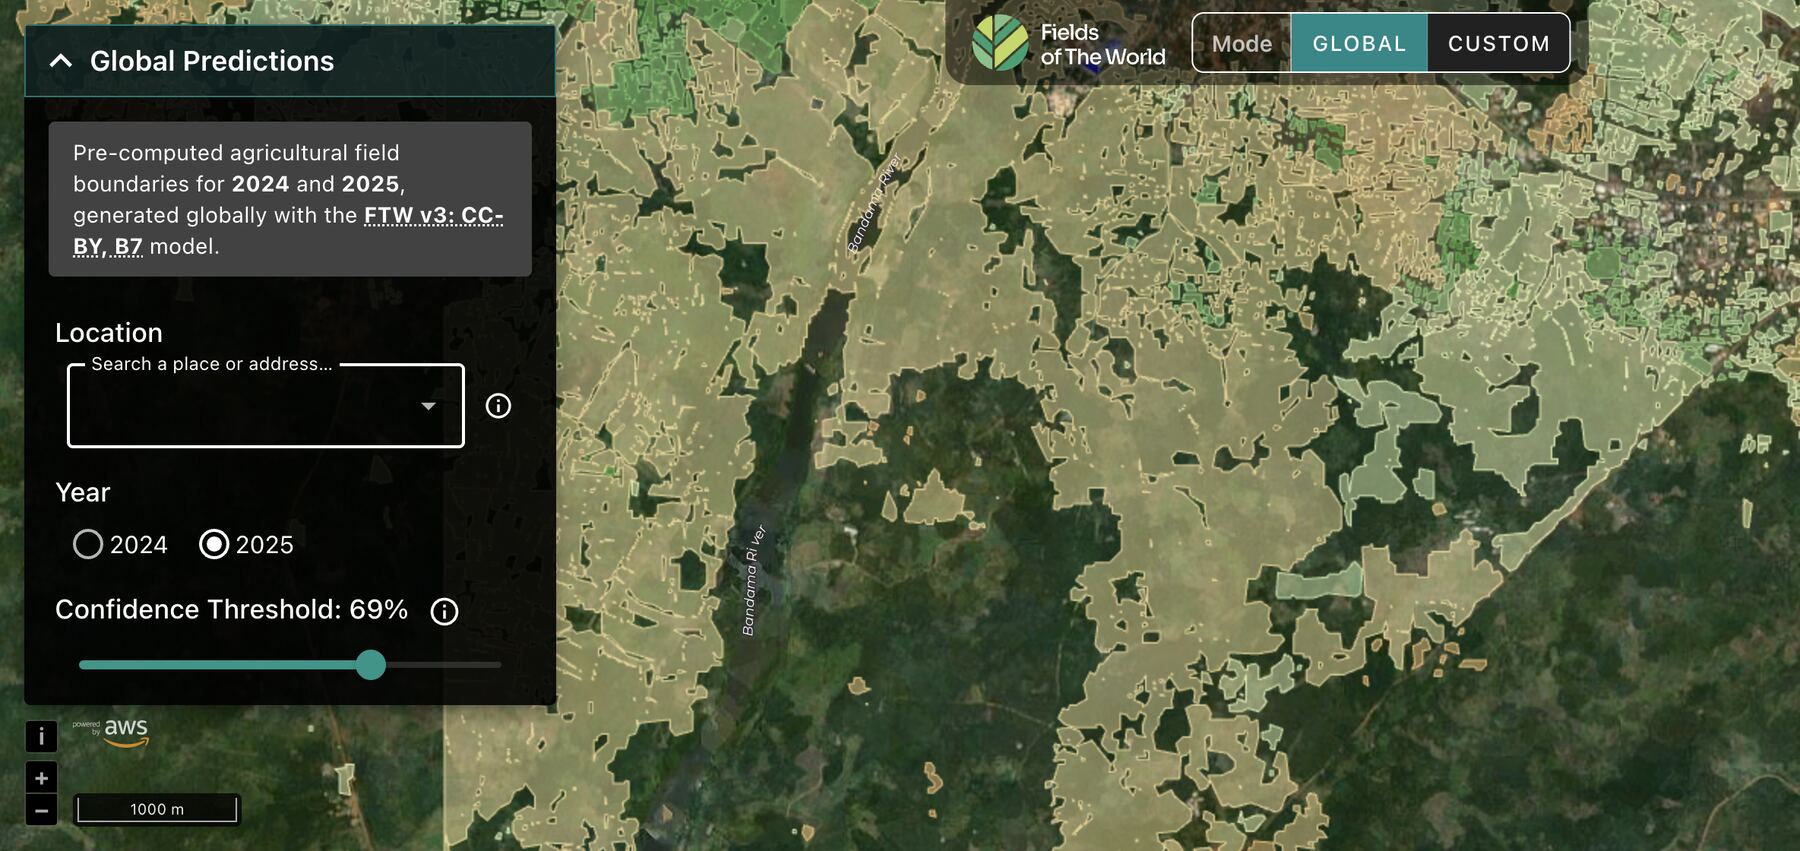 Global Predictions
Pre-computed agricultural field
boundaries for 2024 and 2025,
generated globally with the FTW v3: CC-
BY, B7 model.
Location
Search a place or address...
Year
2024
2025
Confidence Threshold: 69%
powered
by
aws
1000 m
Fields
of The World
Mode
GLOBAL
CUSTOM
Bandama River
Bandama River